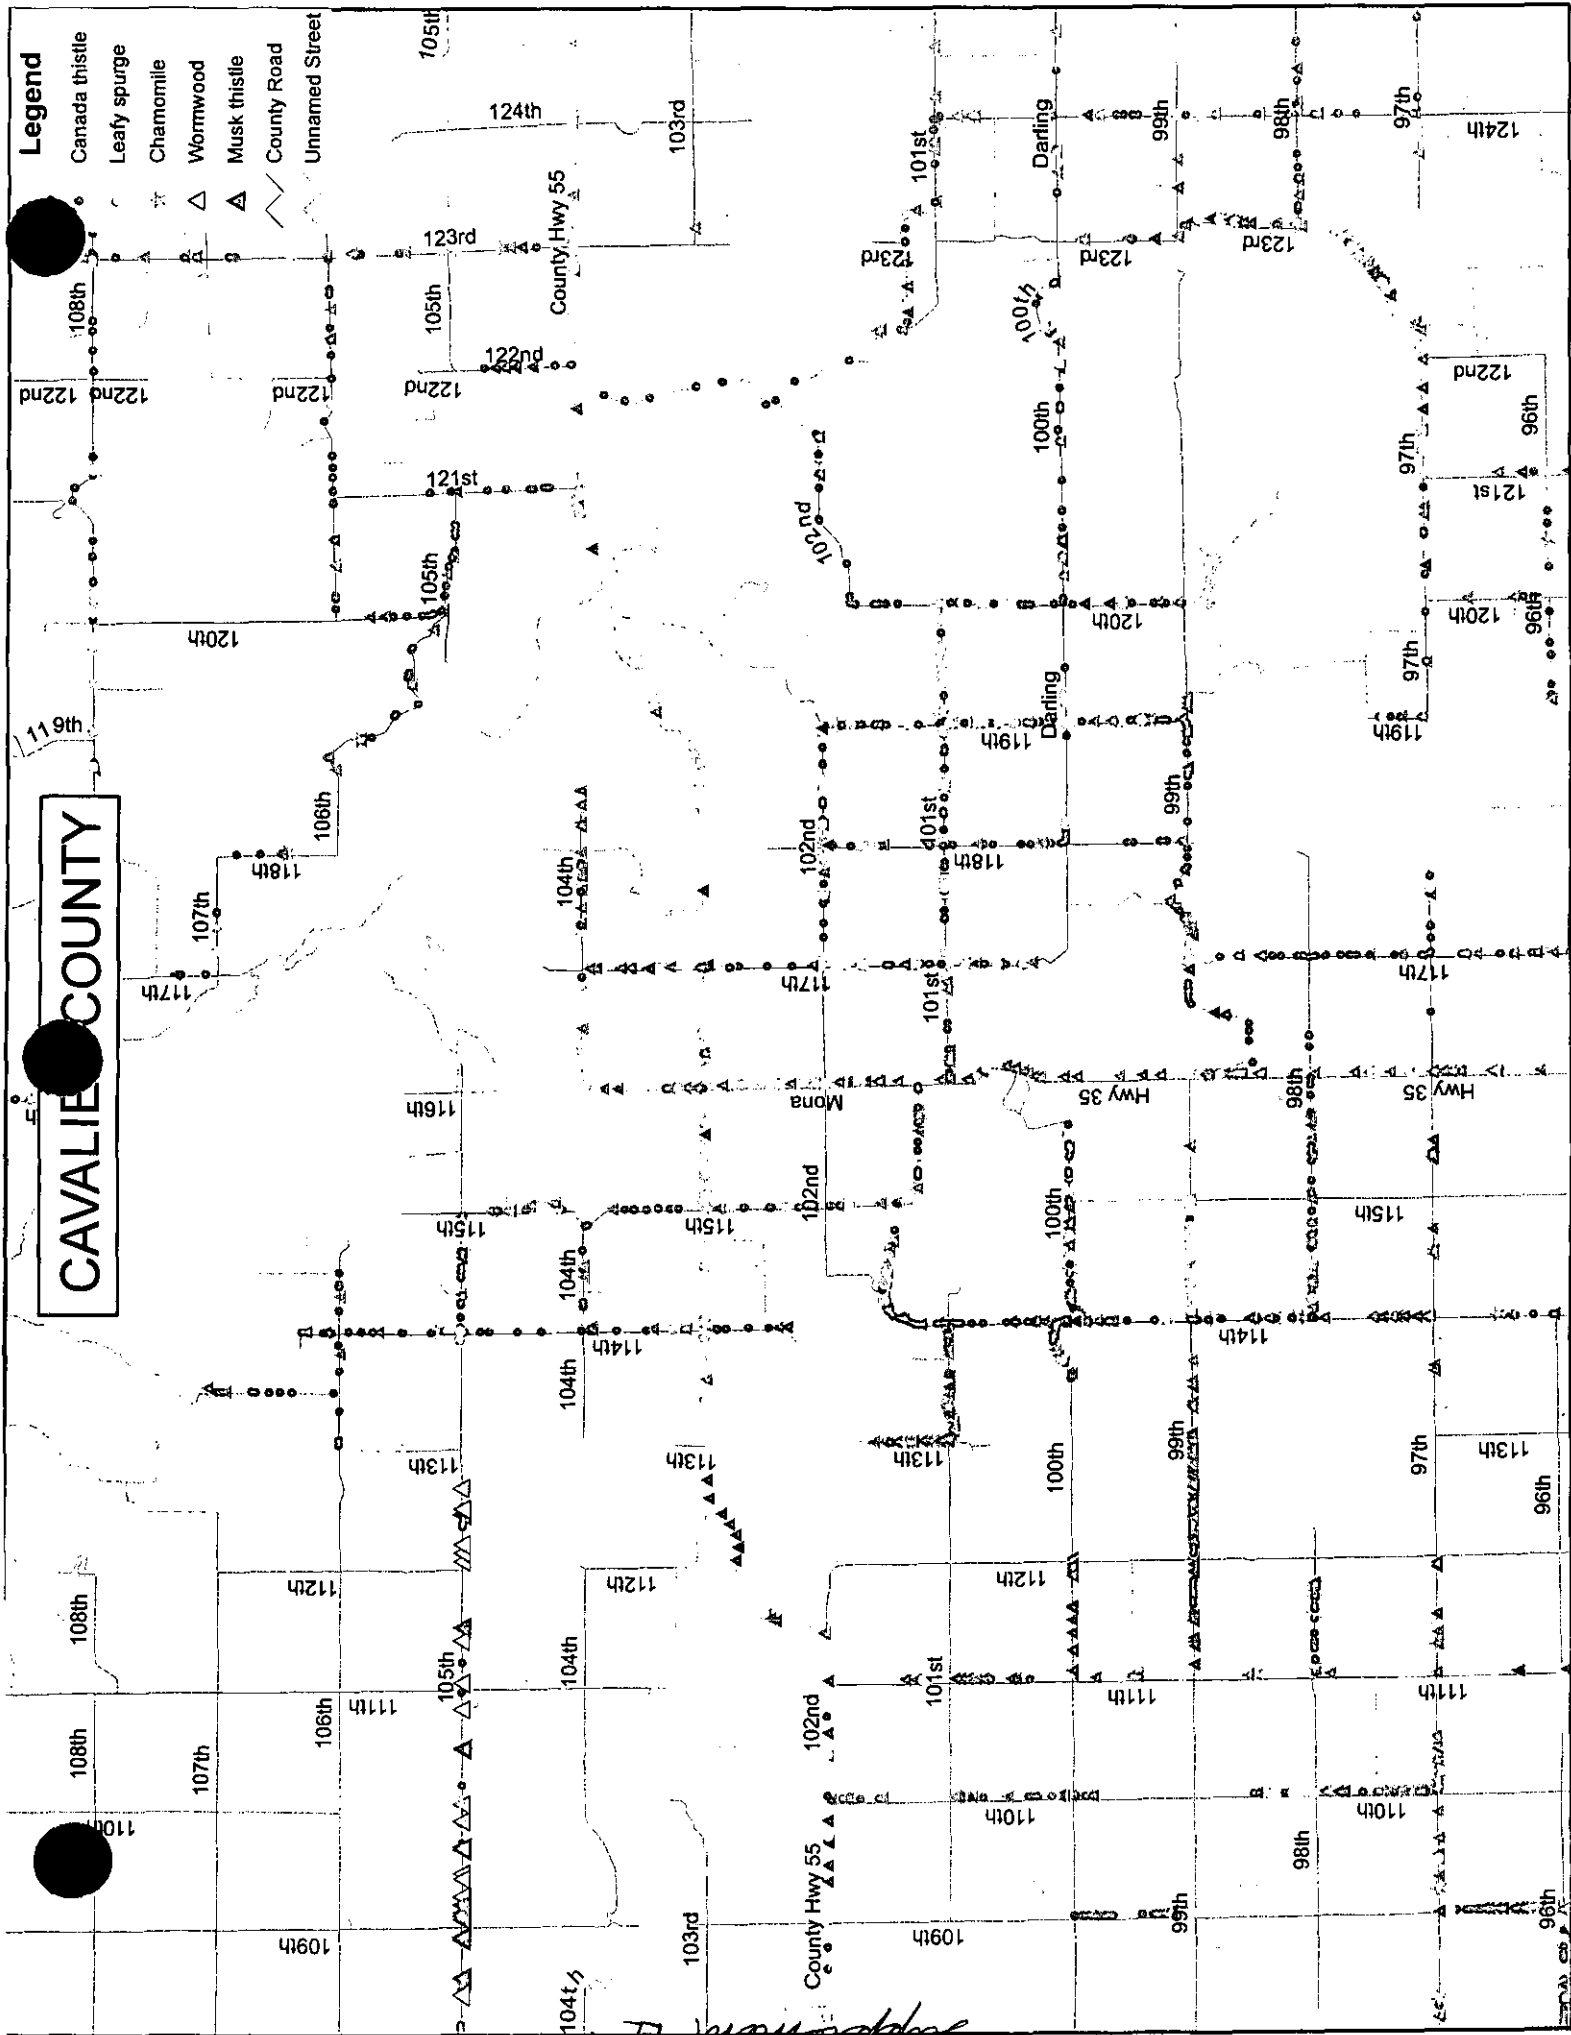 CAVALIE COUNTY
Legend
Canada thistle
Leafy spurge
Chamomile
Wormwood
Musk thistle
County Road
Unnamed Street
105th
124th
103rd
101st
Darling
99th
98th
97th
124th
108th
123rd
County Hwy 55
105th
123rd
123rd
123rd
100th
122nd
122nd
122nd
122nd
122nd
122nd
100th
97th
96th
121st
121st
102nd
105th
120th
120th
120th
97th
96th
119th
119th
Darling
119th
106th
118th
104th
102nd
101st
118th
99th
107th
117th
117th
101st
117th
116th
Mona
Hwy 35
98th
Hwy 35
115th
104th
115th
102nd
100th
115th
114th
104th
114th
113th
113th
113th
100th
99th
97th
113th
96th
108th
112th
112th
112th
105th
104th
101st
111th
111th
111th
106th
102nd
108th
107th
110th
110th
110th
98th
County Hwy 55
109th
103rd
109th
99th
96th
104th